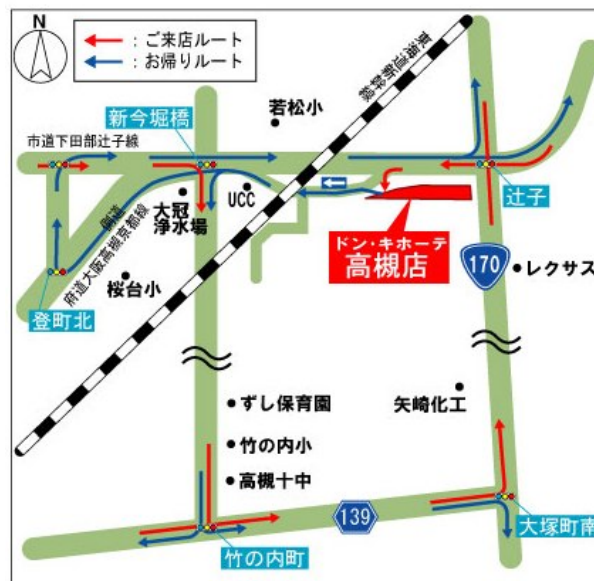 N
：ご来店ルート
：お帰りルート
東海道新幹線
若松小
新今堀橋
市道下田部辻子線
UCC
大冠
浄水場
辻子
ドン・キホーテ
高槻店
170
レクサス
府道大阪高槻京都線
桜台小
登町北
矢崎化工
ずし保育園
竹の内小
高槻十中
139
大塚町南
竹の内町